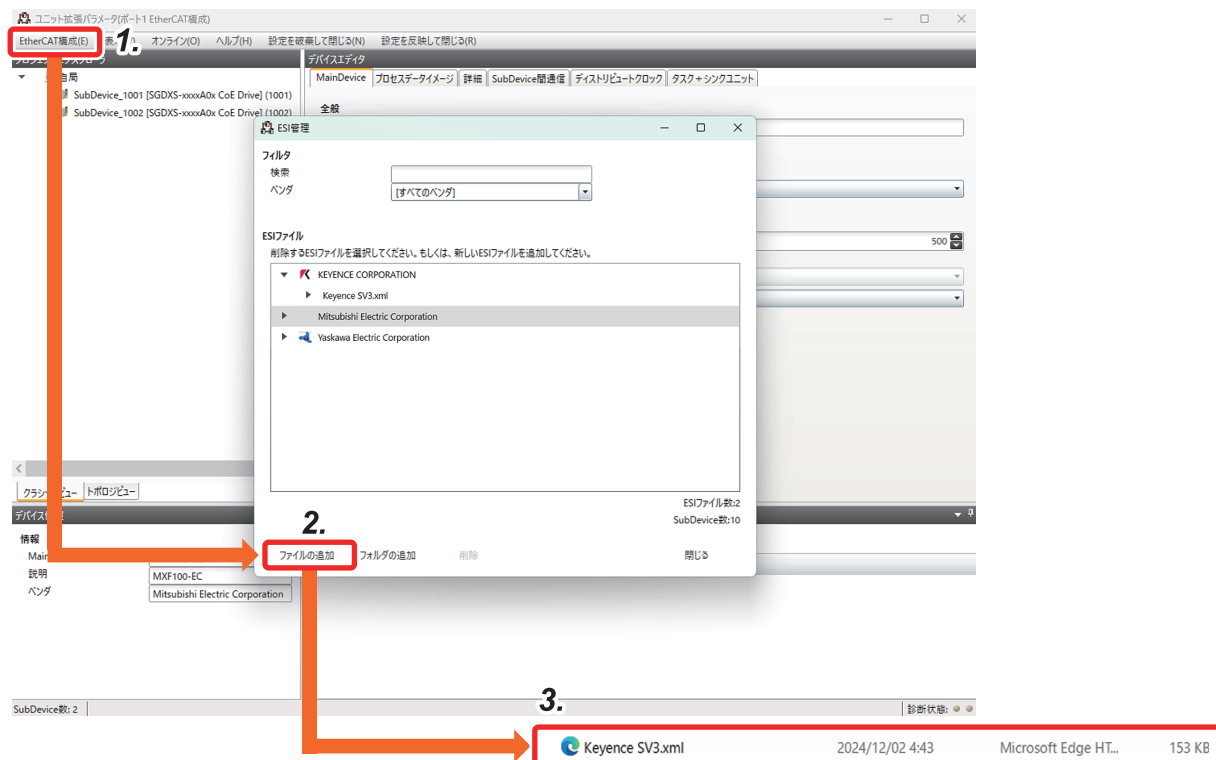 ユニット拡張パラメータ(ポート1 EtherCAT構成)
EtherCAT構成(E) オンライン(O) ヘルプ(H) 設定を破棄して閉じる(N) 設定を反映して閉じる(R)
1.
デバイスエディタ
自局
SubDevice_1001 [SGDXS-xxxxA0x CoE Drive] (1001)
SubDevice_1002 [SGDXS-xxxxA0x CoE Drive] (1002)
MainDevice プロセスデータイメージ 詳細 SubDevice間通信 ディストリビュートクロック タスク+シンクユニット
全般
500
ESI管理
フィルタ
検索
ベンダ [すべてのベンダ]
ESIファイル
削除するESIファイルを選択してください。もしくは、新しいESIファイルを追加してください。
KEYENCE CORPORATION
Keyence SV3.xml
Mitsubishi Electric Corporation
Yaskawa Electric Corporation
ESIファイル数:2
SubDevice数:10
2.
ファイルの追加 フォルダの追加 削除 閉じる
トポロジビュー
情報
説明 MXF100-EC
ベンダ Mitsubishi Electric Corporation
SubDevice数: 2 診断状態:
3.
Keyence SV3.xml 2024/12/02 4:43 Microsoft Edge HT... 153 KB